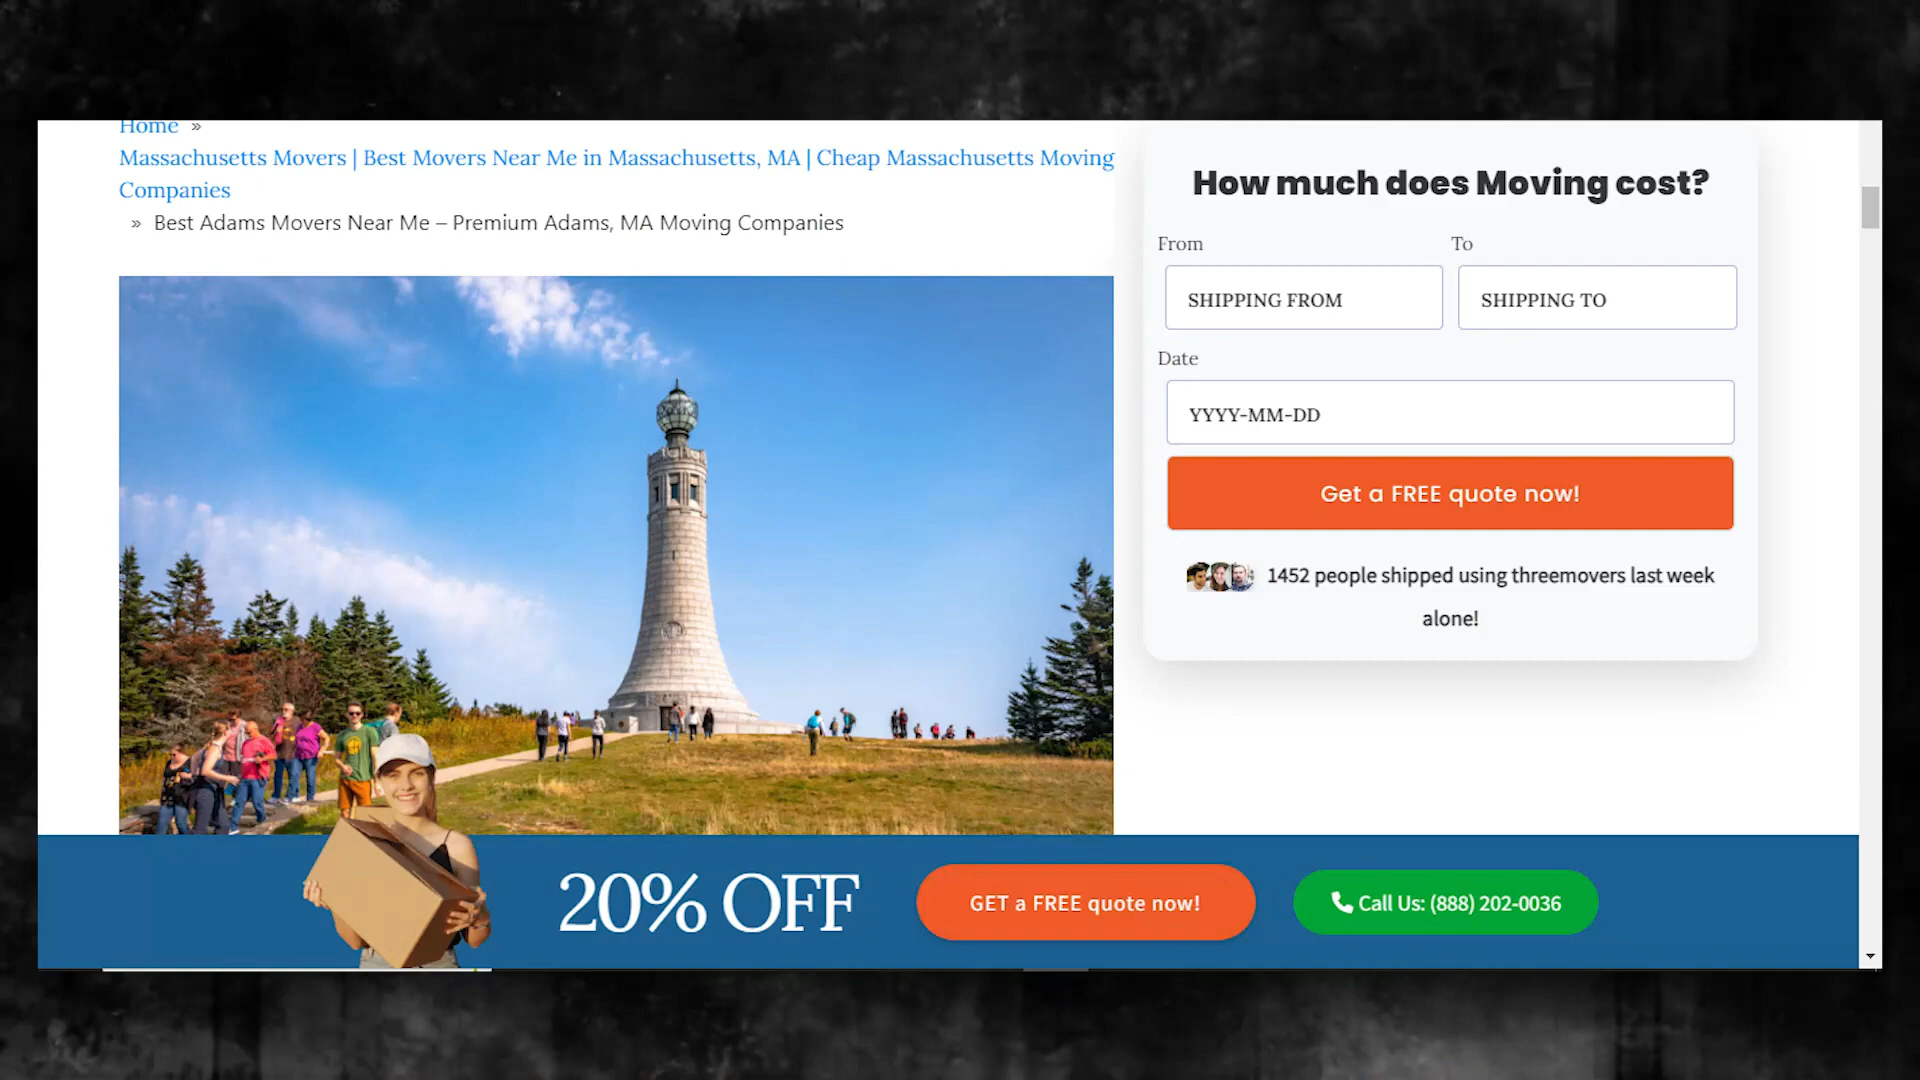 Home »
Massachusetts Movers | Best Movers Near Me in Massachusetts, MA | Cheap Massachusetts Moving
Companies
» Best Adams Movers Near Me – Premium Adams, MA Moving Companies
How much does Moving cost?
From
To
SHIPPING FROM
SHIPPING TO
Date
YYYY-MM-DD
Get a FREE quote now!
1452 people shipped using threemovers last week
alone!
20% OFF
GET a FREE quote now!
Call Us: (888) 202-0036